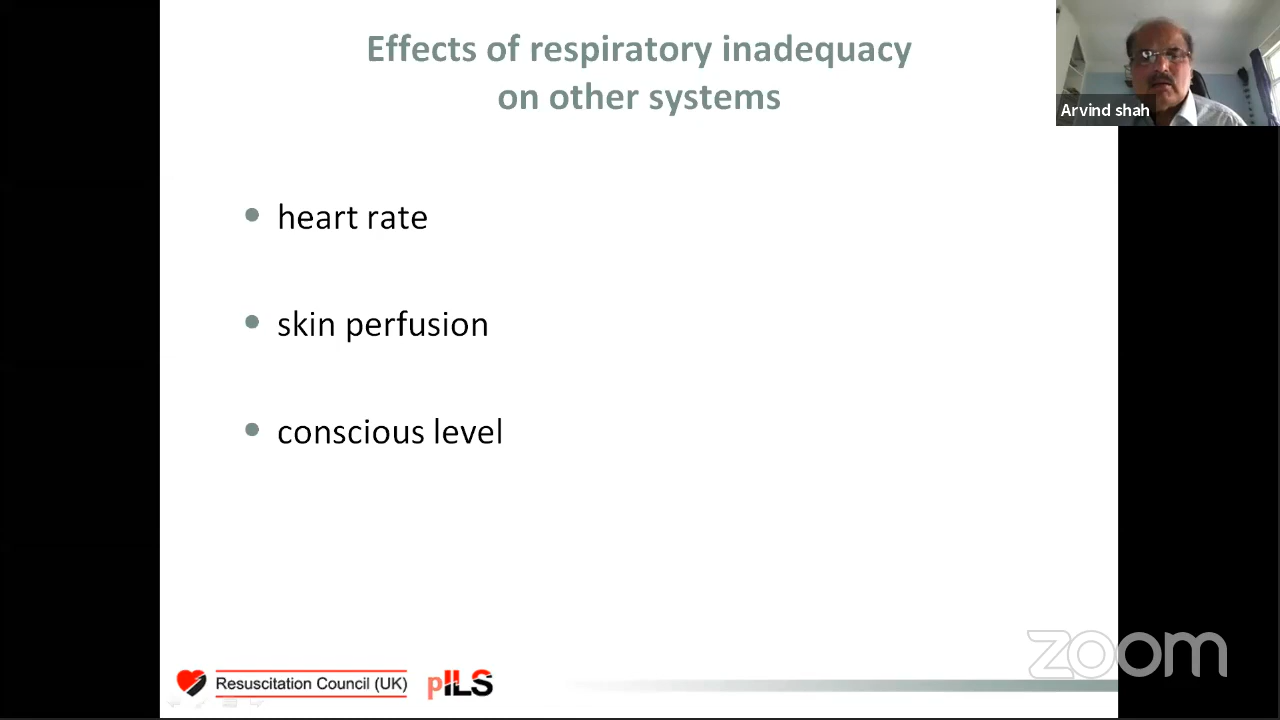 Effects of respiratory inadequacy
on other systems
Arvind shah
heart rate
skin perfusion
conscious level
zoom
Resuscitation Council (UK)
pILS